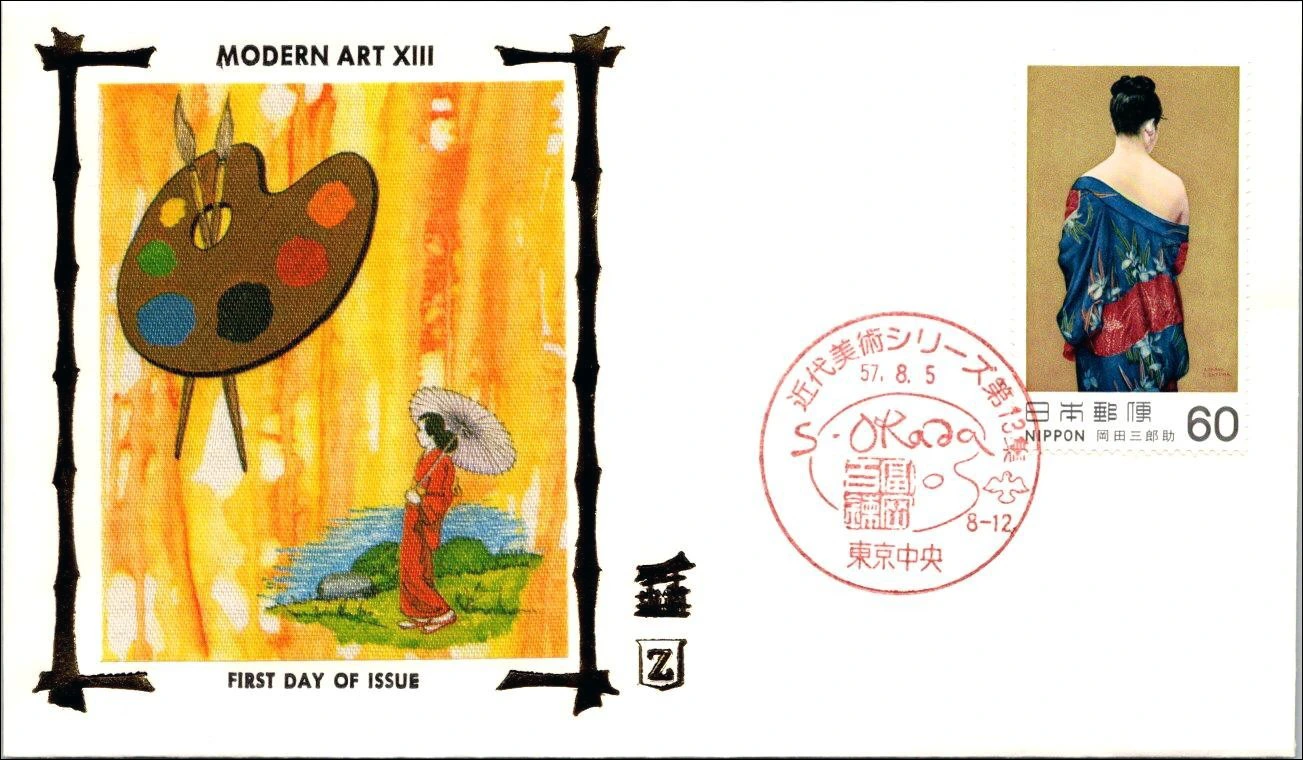 MODERN ART XIII
FIRST DAY OF ISSUE
Z
日本郵便 60
NIPPON 岡田三郎助
近代美術シリーズ第13集
57. 8. 5
S. OKada
8-12.
東京中央